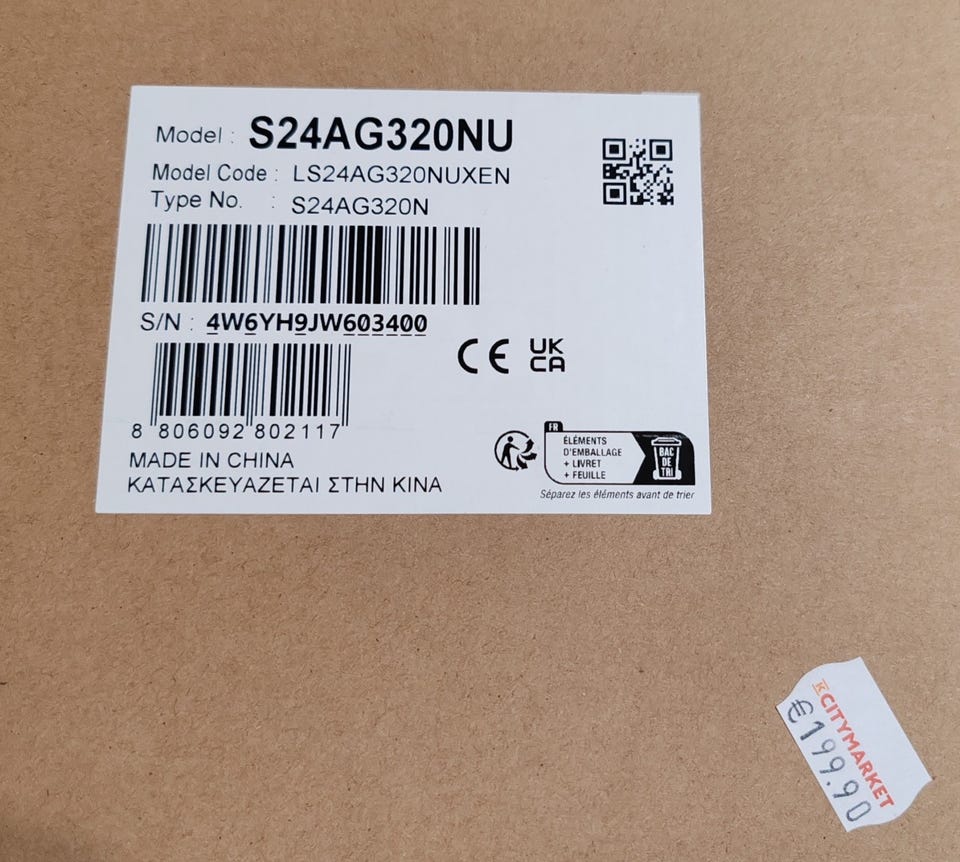 Model : S24AG320NU
Model Code : LS24AG320NUXEN
Type No. : S24AG320N
S/N : 4W6YH9JW603400
CE UK CA
8 806092 802117
FR
ÉLÉMENTS
D'EMBALLAGE
+ LIVRET
+ FEUILLE
BAC
DE
TRI
Séparez les éléments avant de trier
MADE IN CHINA
ΚΑΤΑΣΚΕΥΑΖΕΤΑΙ ΣΤΗΝ ΚΙΝΑ
K CITYMARKET
€199.90